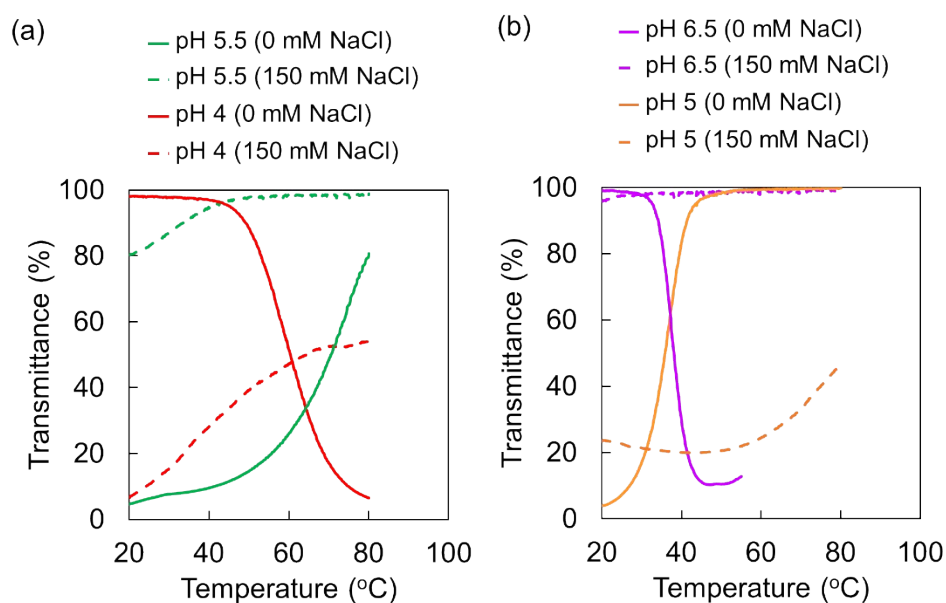 (a)
pH 5.5 (0 mM NaCl)
pH 5.5 (150 mM NaCl)
pH 4 (0 mM NaCl)
pH 4 (150 mM NaCl)
100
80
60
40
20
0
Transmittance (%)
20 40 60 80 100
Temperature (°C)
(b)
pH 6.5 (0 mM NaCl)
pH 6.5 (150 mM NaCl)
pH 5 (0 mM NaCl)
pH 5 (150 mM NaCl)
100
80
60
40
20
0
Transmittance (%)
20 40 60 80 100
Temperature (°C)